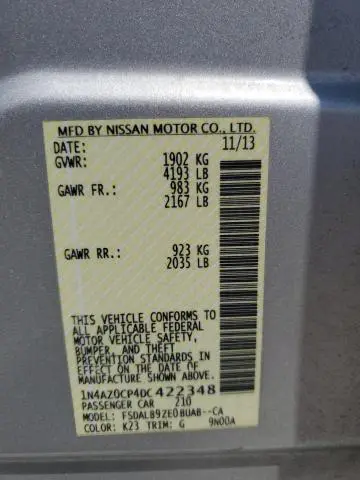 MFD BY NISSAN MOTOR CO., LTD.
DATE: 11/13
GVWR: 1902 KG
4193 LB
GAWR FR.: 983 KG
2167 LB
GAWR RR.: 923 KG
2035 LB
THIS VEHICLE CONFORMS TO
ALL APPLICABLE FEDERAL
MOTOR VEHICLE SAFETY,
BUMPER, AND THEFT
PREVENTION STANDARDS IN
EFFECT ON THE DATE OF
MANUFACTURE SHOWN ABOVE.
1N4AZ0CP4DC422348
PASSENGER CAR 210
MODEL: FSDALB9ZE0BUAB--CA
COLOR: K23 TRIM: G 9N00A